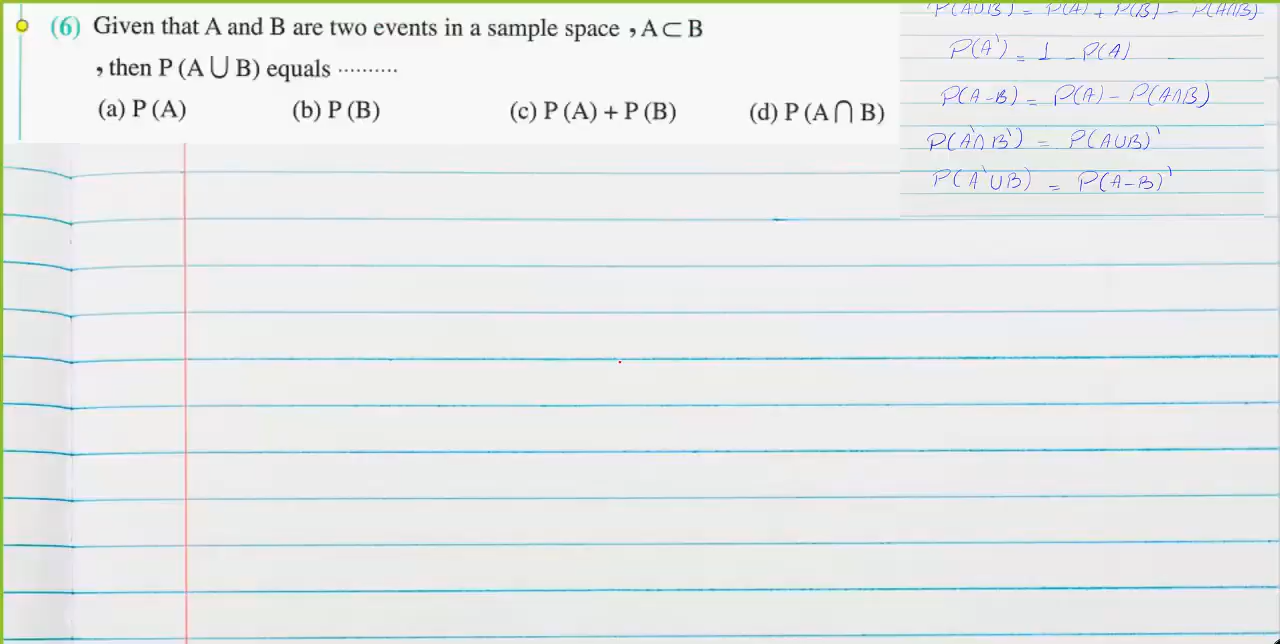 (6) Given that A and B are two events in a sample space , A ⊂ B
, then P (A ⋃ B) equals ··········
(a) P (A) (b) P (B) (c) P (A) + P (B) (d) P (A ⋂ B)
P(A∪B) = P(A) + P(B) - P(A∩B)
P(A') = 1 - P(A)
P(A-B) = P(A) - P(A∩B)
P(A'∩B') = P(A∪B)'
P(A'∪B) = P(A-B)'